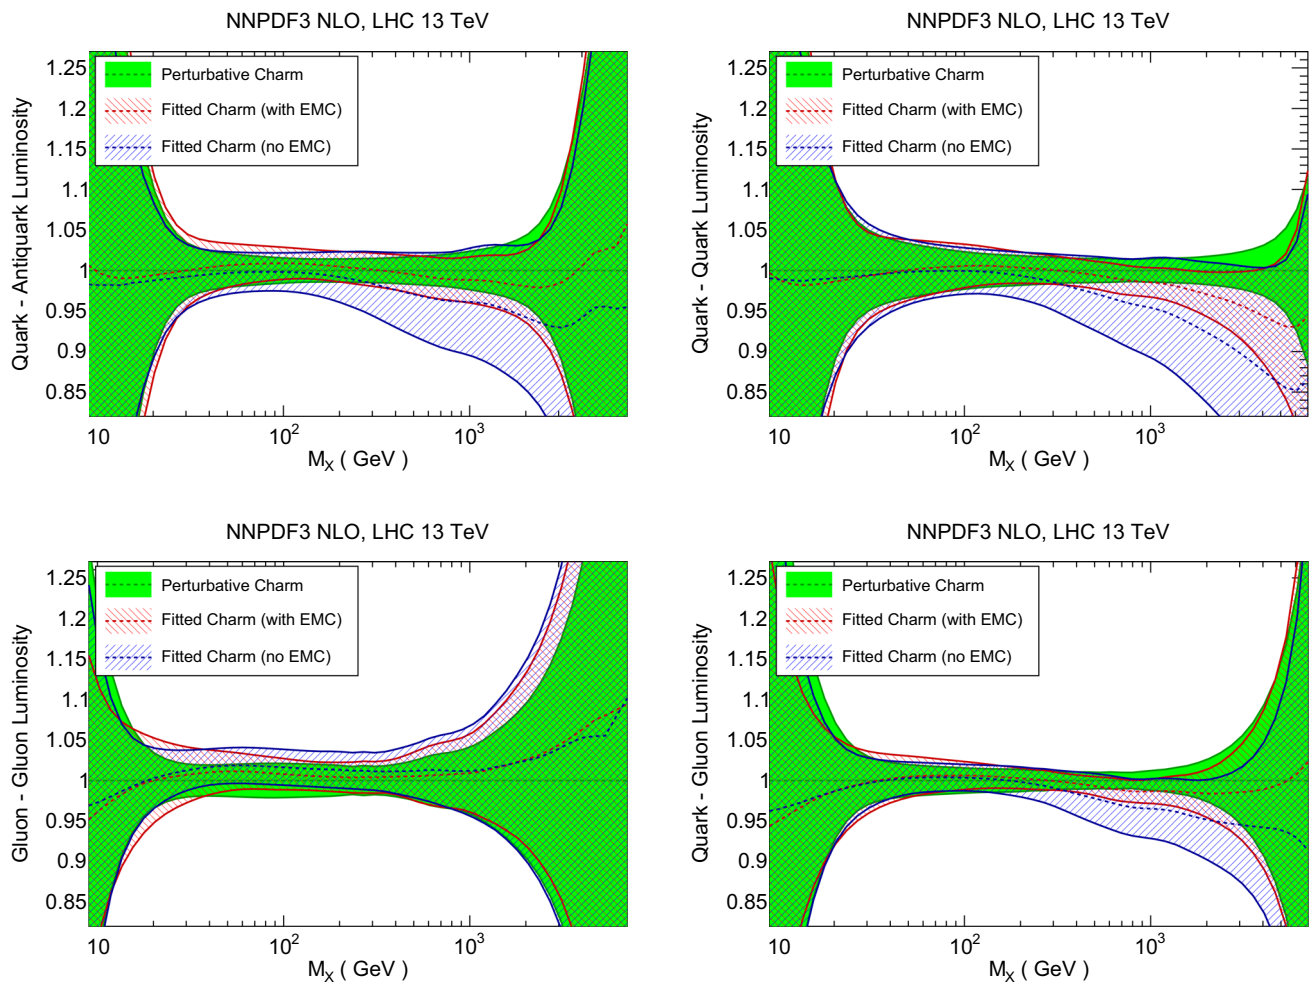 NNPDF3 NLO, LHC 13 TeV
Quark - Antiquark Luminosity
1.25
1.2
1.15
1.1
1.05
1
0.95
0.9
0.85
Perturbative Charm
Fitted Charm (with EMC)
Fitted Charm (no EMC)
10
10²
10³
M_X ( GeV )
NNPDF3 NLO, LHC 13 TeV
Quark - Quark Luminosity
1.25
1.2
1.15
1.1
1.05
1
0.95
0.9
0.85
Perturbative Charm
Fitted Charm (with EMC)
Fitted Charm (no EMC)
10
10²
10³
M_X ( GeV )
NNPDF3 NLO, LHC 13 TeV
Gluon - Gluon Luminosity
1.25
1.2
1.15
1.1
1.05
1
0.95
0.9
0.85
Perturbative Charm
Fitted Charm (with EMC)
Fitted Charm (no EMC)
10
10²
10³
M_X ( GeV )
NNPDF3 NLO, LHC 13 TeV
Quark - Gluon Luminosity
1.25
1.2
1.15
1.1
1.05
1
0.95
0.9
0.85
Perturbative Charm
Fitted Charm (with EMC)
Fitted Charm (no EMC)
10
10²
10³
M_X ( GeV )